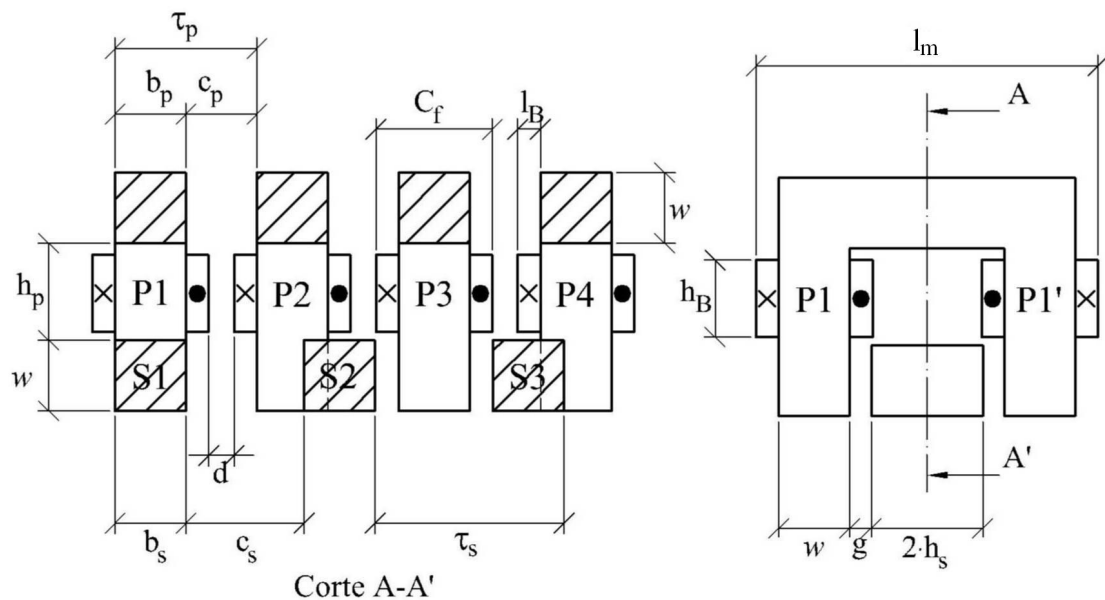 τp
lm
bp cp
Cf
lB
A
w
hp
P1
P2
P3
P4
hB
P1
P1'
w
S1
S2
S3
d
A'
bs
cs
τs
w
g
2·hs
Corte A-A'